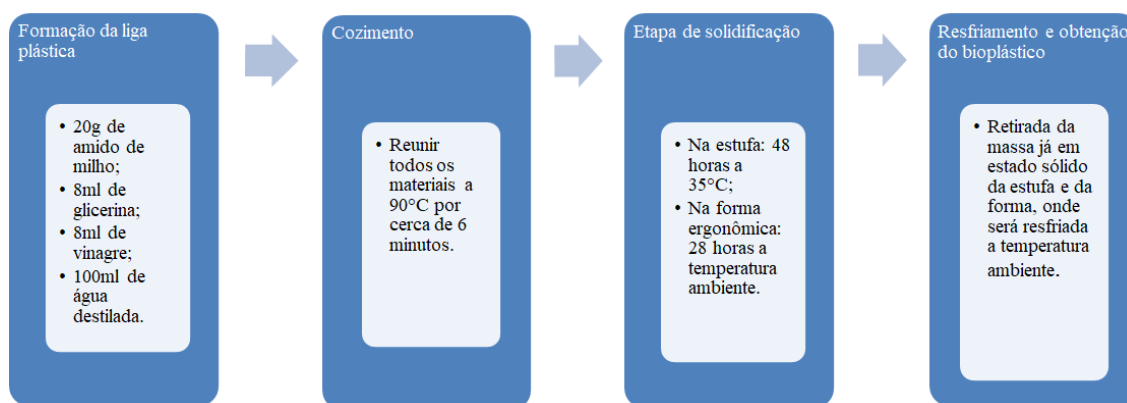 Formação da liga
plástica
• 20g de
amido de
milho;
• 8ml de
glicerina;
• 8ml de
vinagre;
• 100ml de
água
destilada.
Cozimento
• Reunir
todos os
materiais a
90°C por
cerca de 6
minutos.
Etapa de solidificação
• Na estufa: 48
horas a
35°C;
• Na forma
ergonômica:
28 horas a
temperatura
ambiente.
Resfriamento e obtenção
do bioplástico
• Retirada da
massa já em
estado sólido
da estufa e da
forma, onde
será resfriada
a temperatura
ambiente.